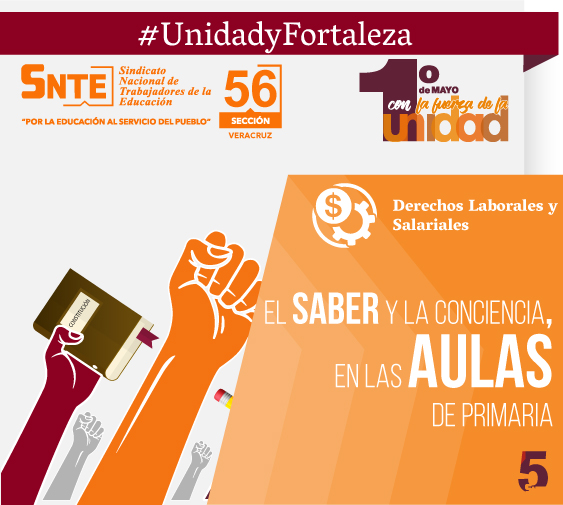 #UnidadyFortaleza
SNTE
Sindicato
Nacional de
Trabajadores de la
Educación
"POR LA EDUCACIÓN AL SERVICIO DEL PUEBLO"
56
SECCIÓN
VERACRUZ
1º
de MAYO
con la fuerza de la
unidad
$
Derechos Laborales y
Salariales
CONSTITUCIÓN
EL SABER Y LA CONCIENCIA,
EN LAS AULAS
DE PRIMARIA
5